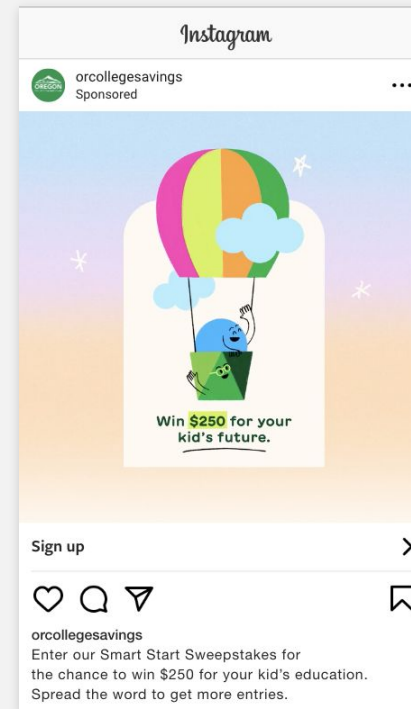 Instagram
OREGON
orcollegesavings
Sponsored
Win $250 for your
kid's future.
Sign up
orcollegesavings
Enter our Smart Start Sweepstakes for
the chance to win $250 for your kid's education.
Spread the word to get more entries.